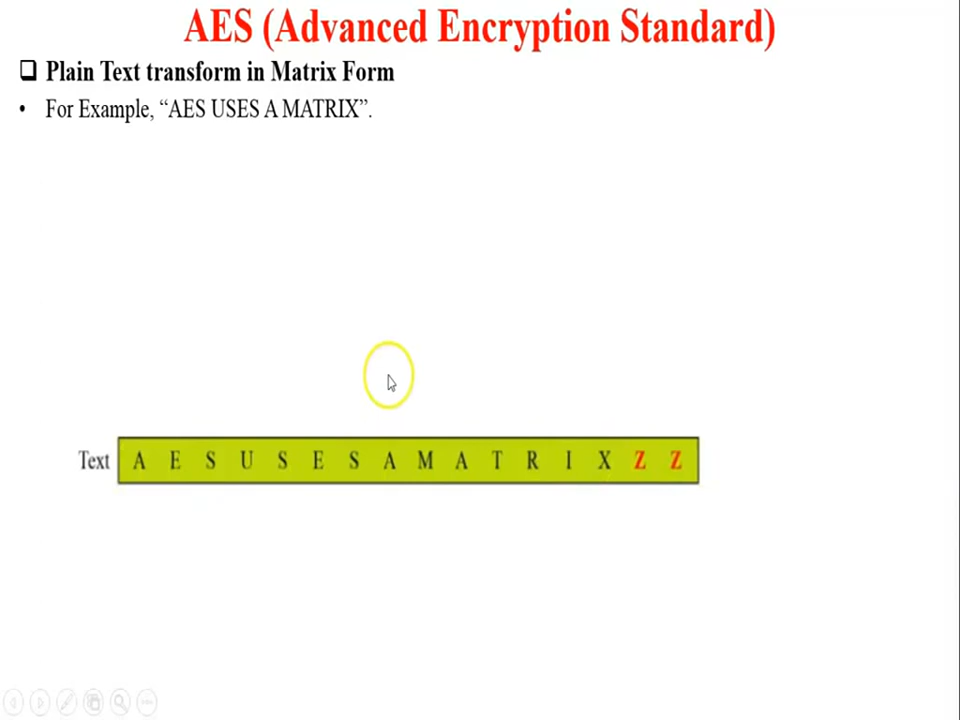 AES (Advanced Encryption Standard)
❑ Plain Text transform in Matrix Form
• For Example, “AES USES A MATRIX”.
Text A E S U S E S A M A T R I X Z Z